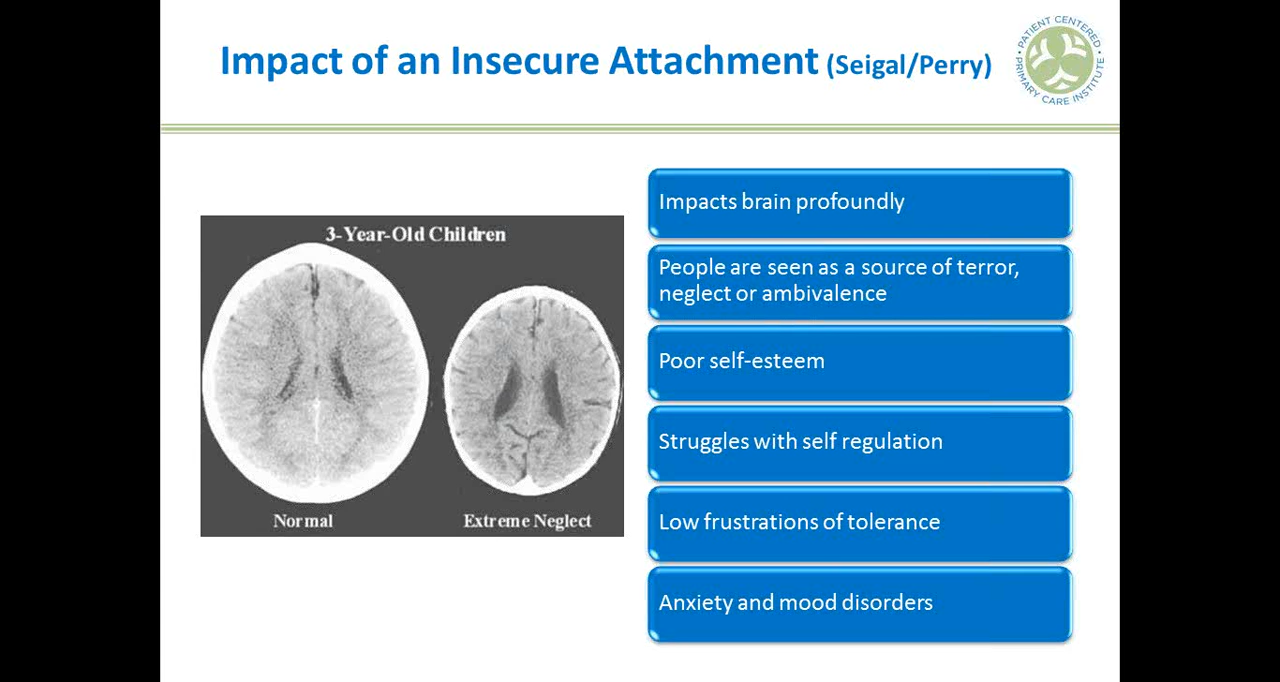 Impact of an Insecure Attachment (Seigal/Perry)
PATIENT CENTERED
PRIMARY CARE INSTITUTE
3-Year-Old Children
Normal
Extreme Neglect
Impacts brain profoundly
People are seen as a source of terror,
neglect or ambivalence
Poor self-esteem
Struggles with self regulation
Low frustrations of tolerance
Anxiety and mood disorders